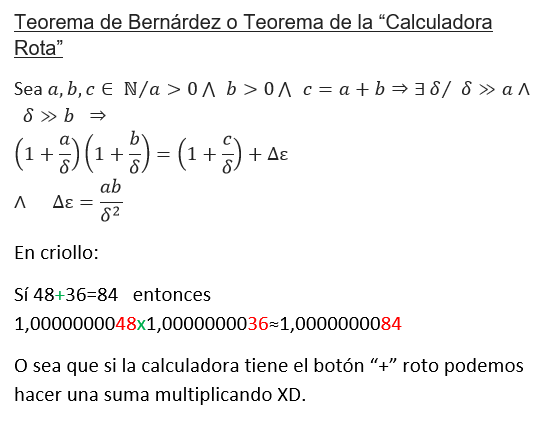 Teorema de Bernárdez o Teorema de la “Calculadora
Rota”
Sea a, b, c ∈ ℕ/a > 0 ∧ b > 0 ∧ c = a + b ⇒ ∃ δ/ δ ≫ a ∧
δ ≫ b ⇒
(1 + a/δ)(1 + b/δ) = (1 + c/δ) + Δε
∧ Δε = ab/δ²
En criollo:
Sí 48+36=84 entonces
1,0000000048x1,0000000036≈1,0000000084
O sea que si la calculadora tiene el botón “+” roto podemos
hacer una suma multiplicando XD.